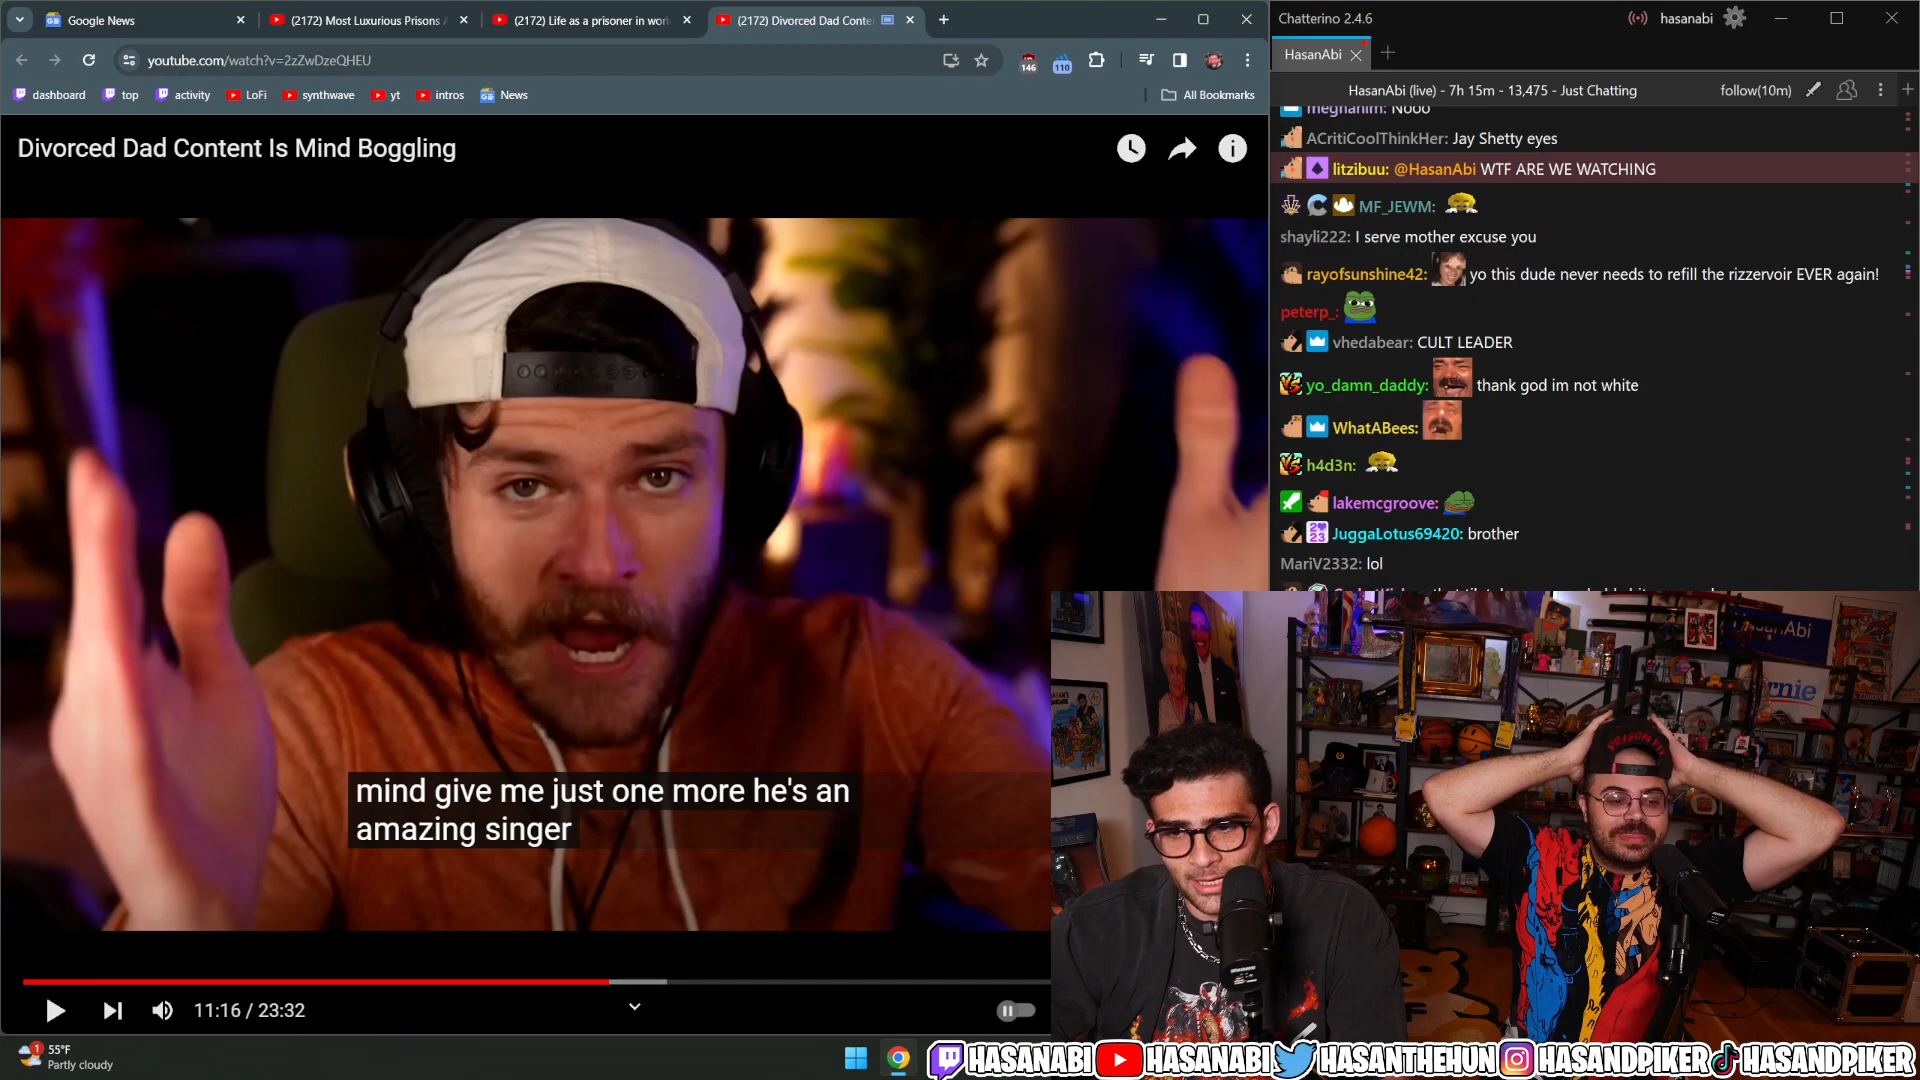 Google News
(2172) Most Luxurious Prisons
(2172) Life as a prisoner in wor
(2172) Divorced Dad Conte
youtube.com/watch?v=2zZwDzeQHEU
146
110
dashboard
top
activity
LoFi
synthwave
yt
intros
News
All Bookmarks
Divorced Dad Content Is Mind Boggling
mind give me just one more he's an
amazing singer
11:16 / 23:32
1
55°F
Partly cloudy
Chatterino 2.4.6
hasanabi
HasanAbi
HasanAbi (live) - 7h 15m - 13,475 - Just Chatting
follow(10m)
meghanim: Nooo
ACritiCoolThinkHer: Jay Shetty eyes
litzibuu: @HasanAbi WTF ARE WE WATCHING
MF_JEWM:
shayli222: I serve mother excuse you
rayofsunshine42: yo this dude never needs to refill the rizzervoir EVER again!
peterp_:
vhedabear: CULT LEADER
yo_damn_daddy: thank god im not white
WhatABees:
h4d3n:
lakemcgroove:
JuggaLotus69420: brother
MariV2332: lol
HASANABI
HASANABI
HASANTHEHUN
HASANDPIKER
HASANDPIKER